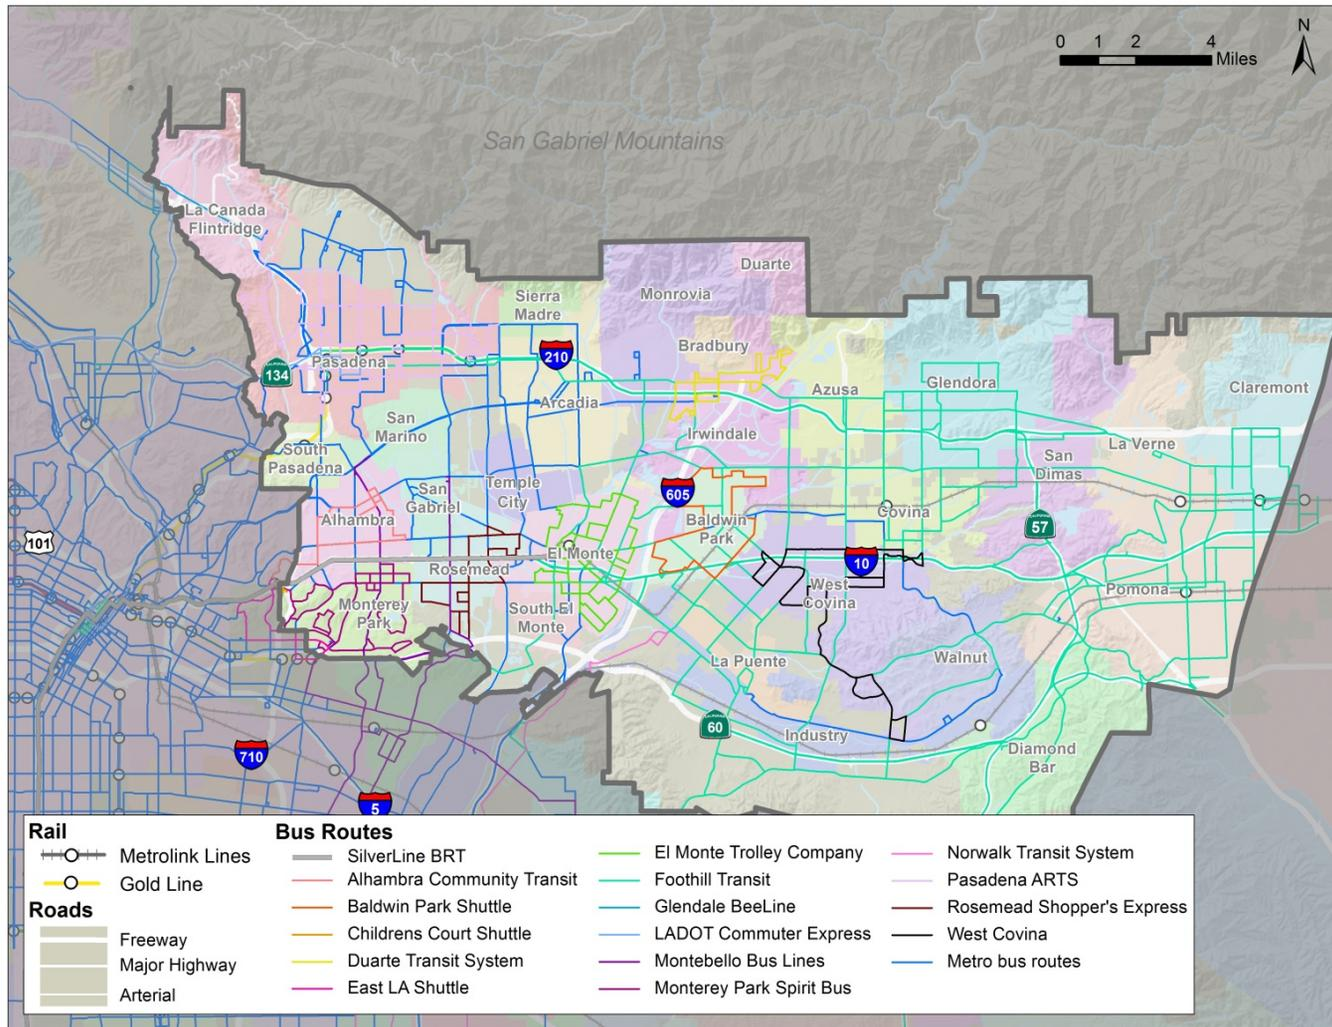 N
0 1 2 4
Miles
San Gabriel Mountains
La Canada
Flintridge
Duarte
Sierra
Madre
Monrovia
Bradbury
210
134
Pasadena
Azusa
Glendora
Claremont
Arcadia
San
Marino
Irwindale
La Verne
South
Pasadena
San
Dimas
San
Gabriel
Temple
City
605
Alhambra
Baldwin
Park
Covina
57
101
El Monte
10
Rosemead
West
Covina
Pomona
Monterey
Park
South El
Monte
La Puente
Walnut
60
Industry
710
Diamond
Bar
5
Rail
Metrolink Lines
Gold Line
Roads
Freeway
Major Highway
Arterial
Bus Routes
SilverLine BRT
Alhambra Community Transit
Baldwin Park Shuttle
Childrens Court Shuttle
Duarte Transit System
East LA Shuttle
El Monte Trolley Company
Foothill Transit
Glendale BeeLine
LADOT Commuter Express
Montebello Bus Lines
Monterey Park Spirit Bus
Norwalk Transit System
Pasadena ARTS
Rosemead Shopper's Express
West Covina
Metro bus routes